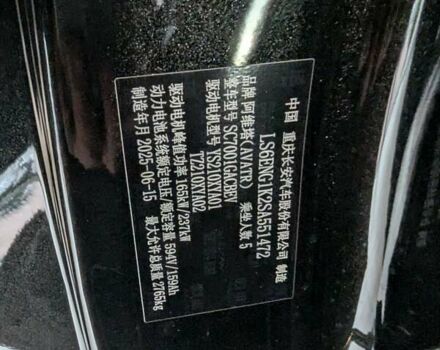 中国 重庆长安汽车股份有限公司 制造
LS6ENG1K2SA551472
品牌 阿维塔(AVATR) 乘坐人数 5
整车型号 SC7001GACBEV
驱动电机型号 YS210XYA01
TZ210XYA02
驱动电机峰值功率 165kW/237kW
动力电池系统额定电压/额定容量 594V/159Ah
制造年月 2025-06-15 最大允许总质量 2765kg